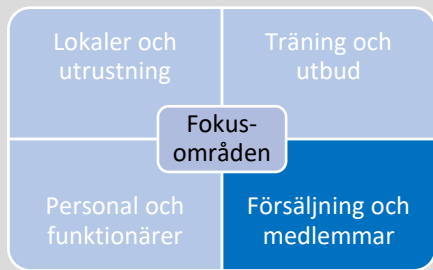 Lokaler och
utrustning
Träning och
utbud
Fokus-
områden
Personal och
funktionärer
Försäljning och
medlemmar